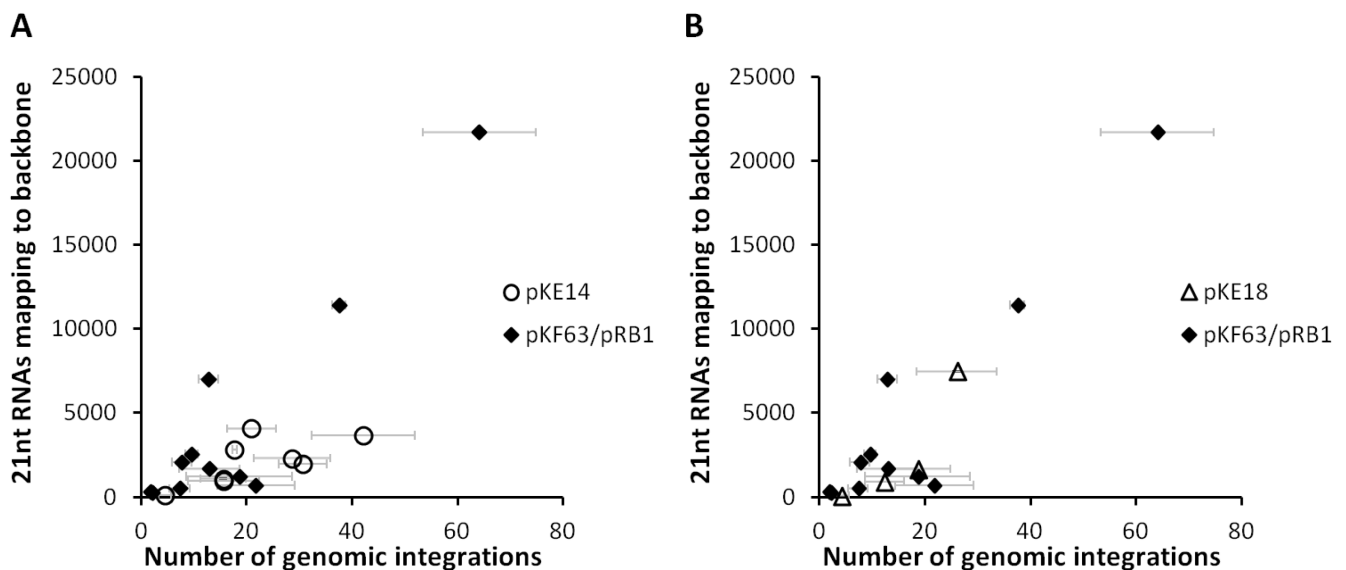 A
21nt RNAs mapping to backbone
25000
20000
15000
10000
5000
0
0 20 40 60 80
Number of genomic integrations
pKE14
pKF63/pRB1
B
21nt RNAs mapping to backbone
25000
20000
15000
10000
5000
0
0 20 40 60 80
Number of genomic integrations
pKE18
pKF63/pRB1